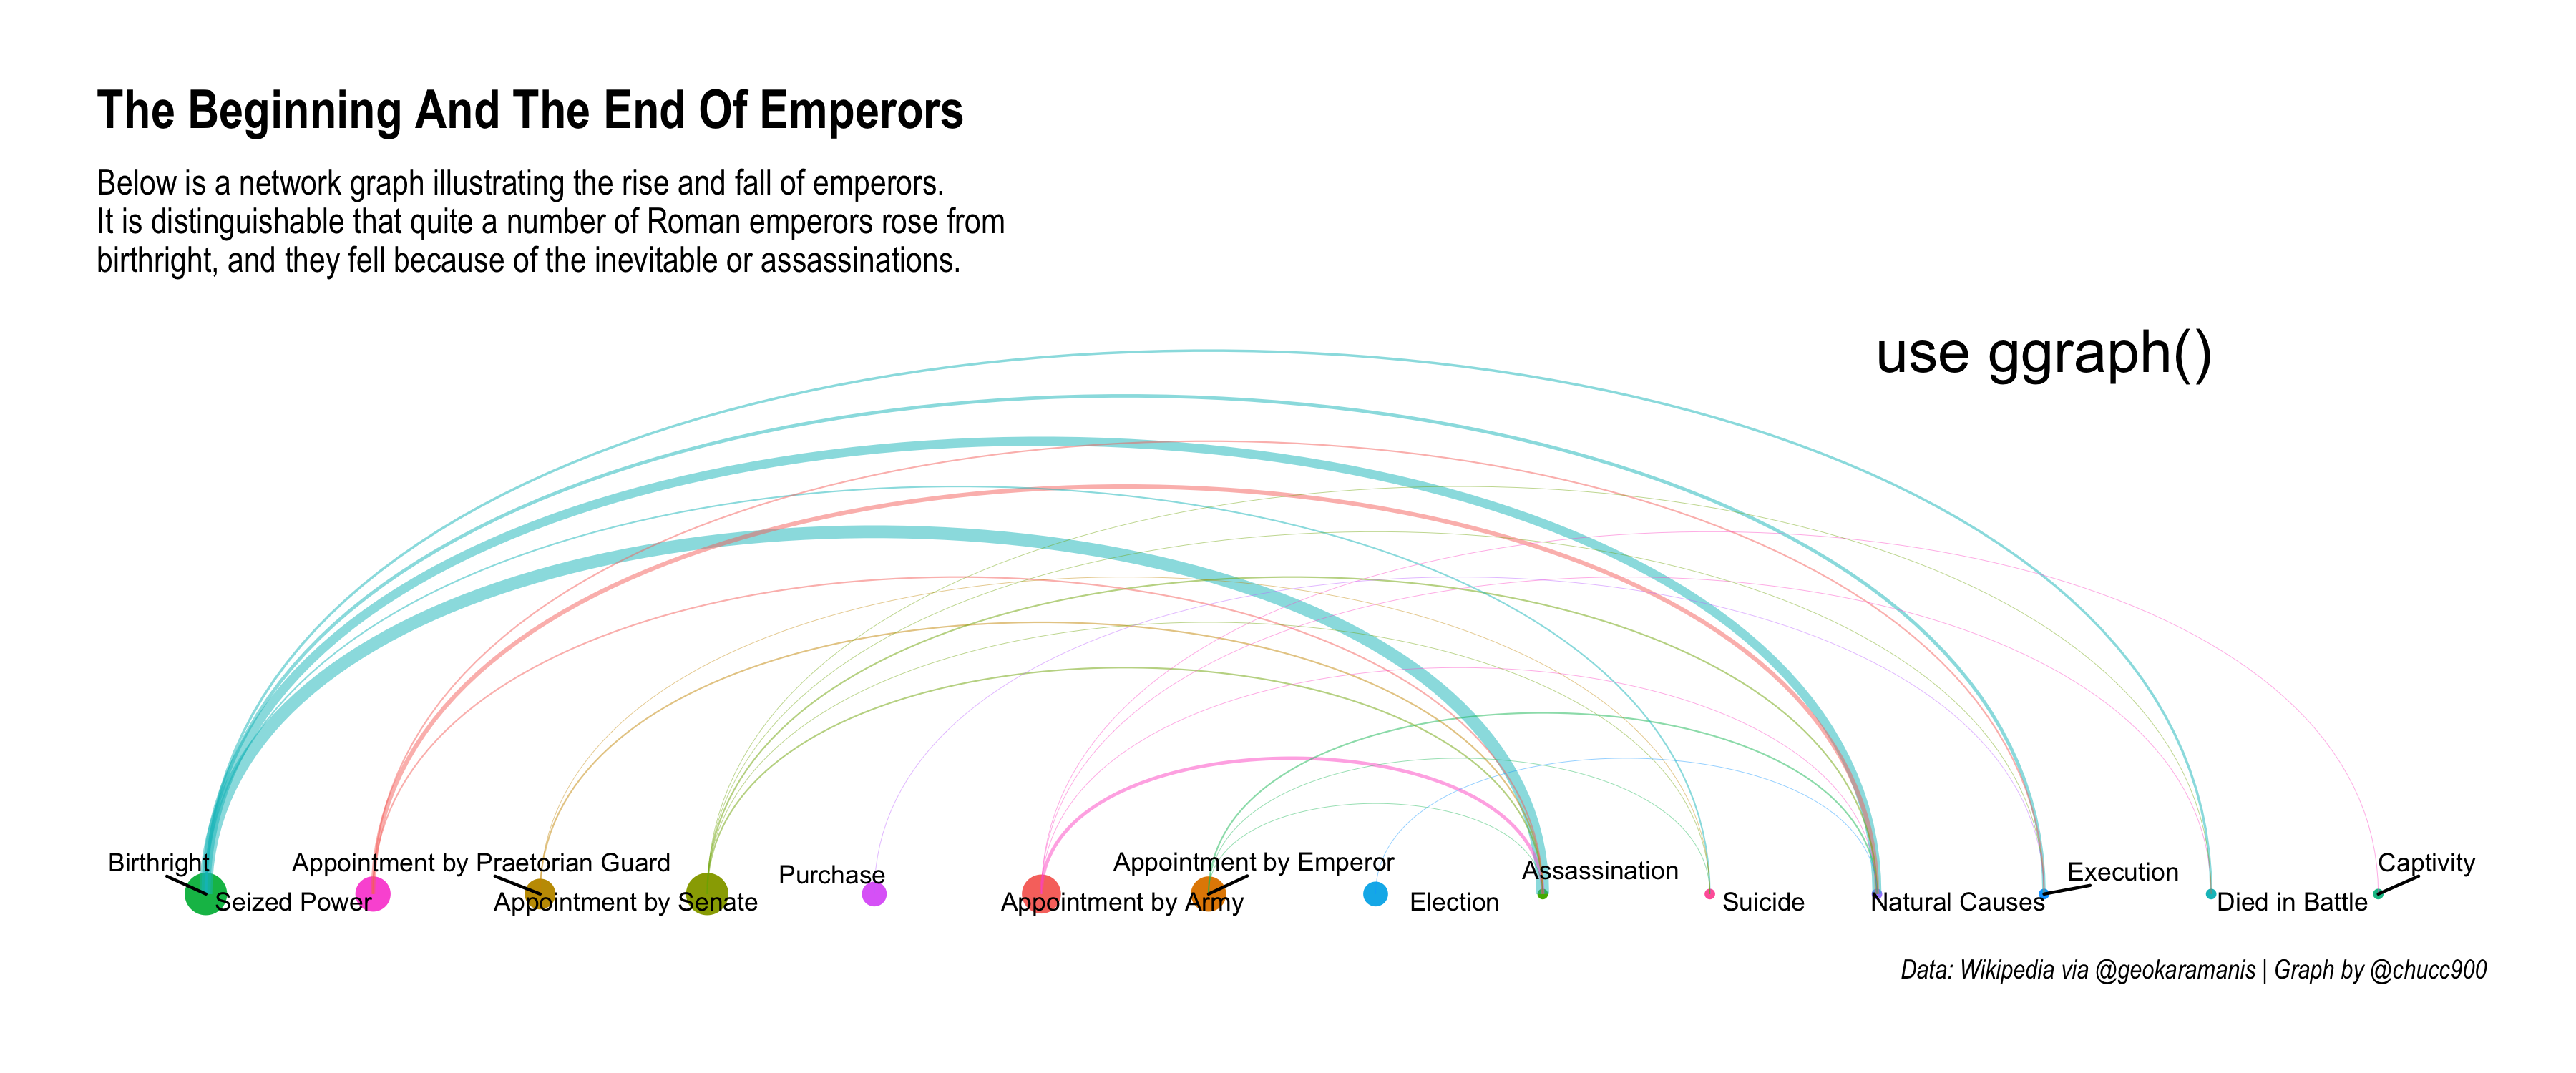 The Beginning And The End Of Emperors
Below is a network graph illustrating the rise and fall of emperors.
It is distinguishable that quite a number of Roman emperors rose from
birthright, and they fell because of the inevitable or assassinations.
use ggraph()
Birthright
Seized Power
Appointment by Praetorian Guard
Appointment by Senate
Purchase
Appointment by Army
Appointment by Emperor
Election
Assassination
Suicide
Natural Causes
Execution
Died in Battle
Captivity
Data: Wikipedia via @geokaramanis | Graph by @chucc900